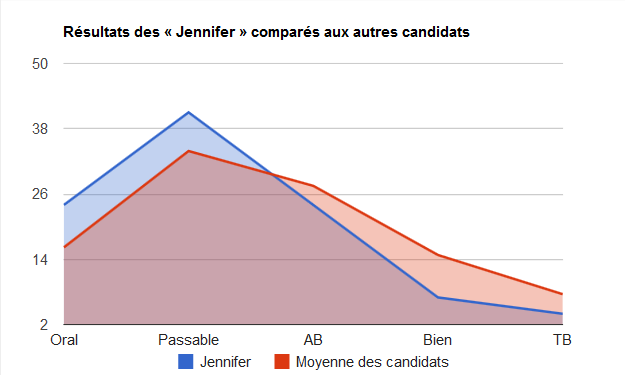 Résultats des « Jennifer » comparés aux autres candidats
50
38
26
14
2
Oral Passable AB Bien TB
Jennifer Moyenne des candidats